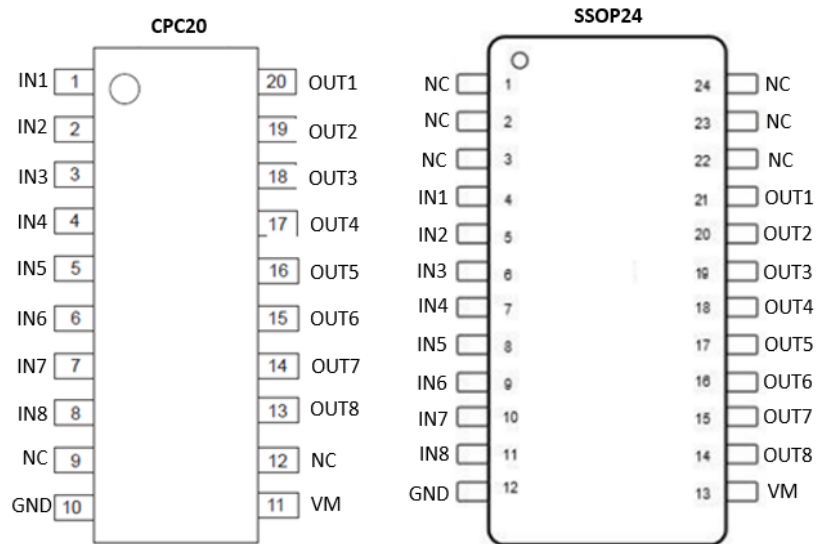 CPC20
IN1 1 20 OUT1
IN2 2 19 OUT2
IN3 3 18 OUT3
IN4 4 17 OUT4
IN5 5 16 OUT5
IN6 6 15 OUT6
IN7 7 14 OUT7
IN8 8 13 OUT8
NC 9 12 NC
GND 10 11 VM
SSOP24
NC 1 24 NC
NC 2 23 NC
NC 3 22 NC
IN1 4 21 OUT1
IN2 5 20 OUT2
IN3 6 19 OUT3
IN4 7 18 OUT4
IN5 8 17 OUT5
IN6 9 16 OUT6
IN7 10 15 OUT7
IN8 11 14 OUT8
GND 12 13 VM